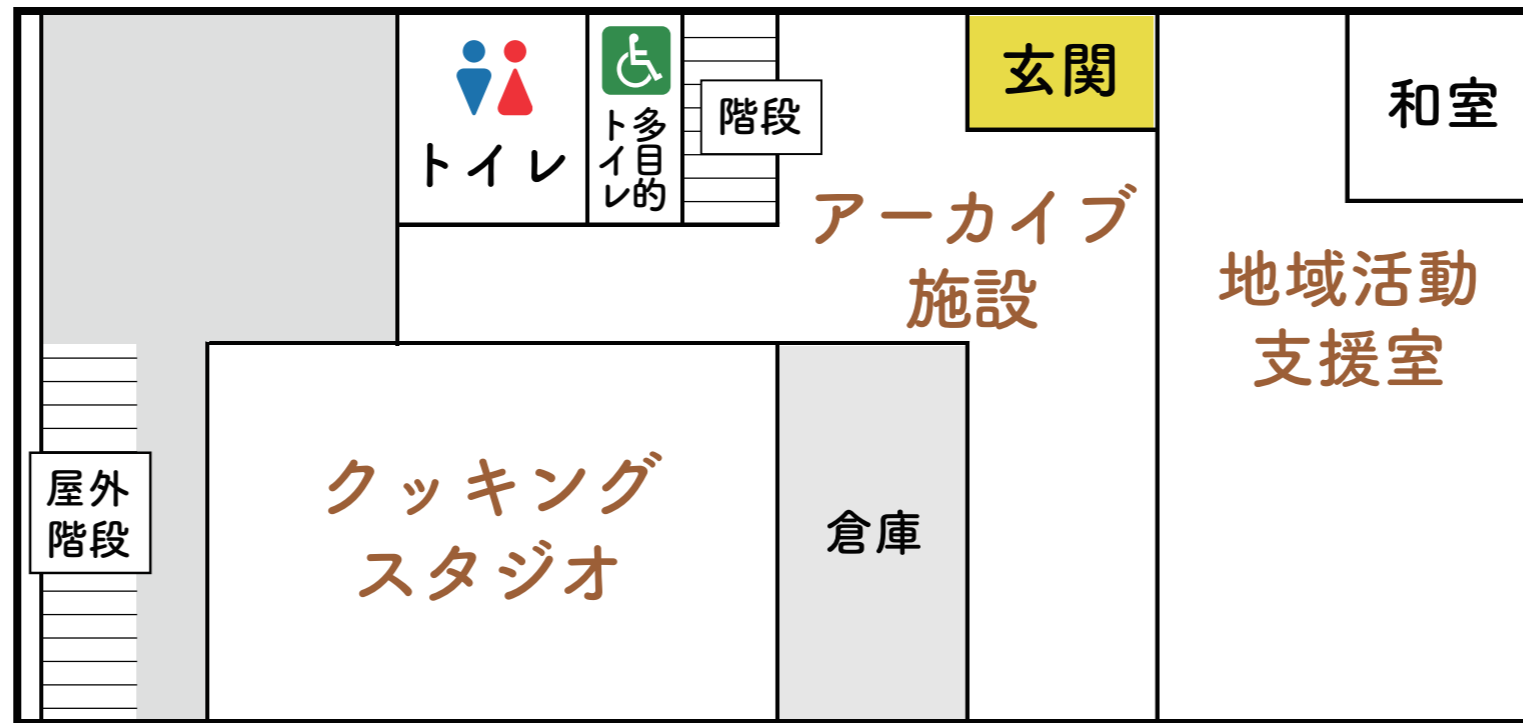 トイレ
多目的
トイレ
階段
玄関
和室
アーカイブ
施設
地域活動
支援室
屋外
階段
クッキング
スタジオ
倉庫